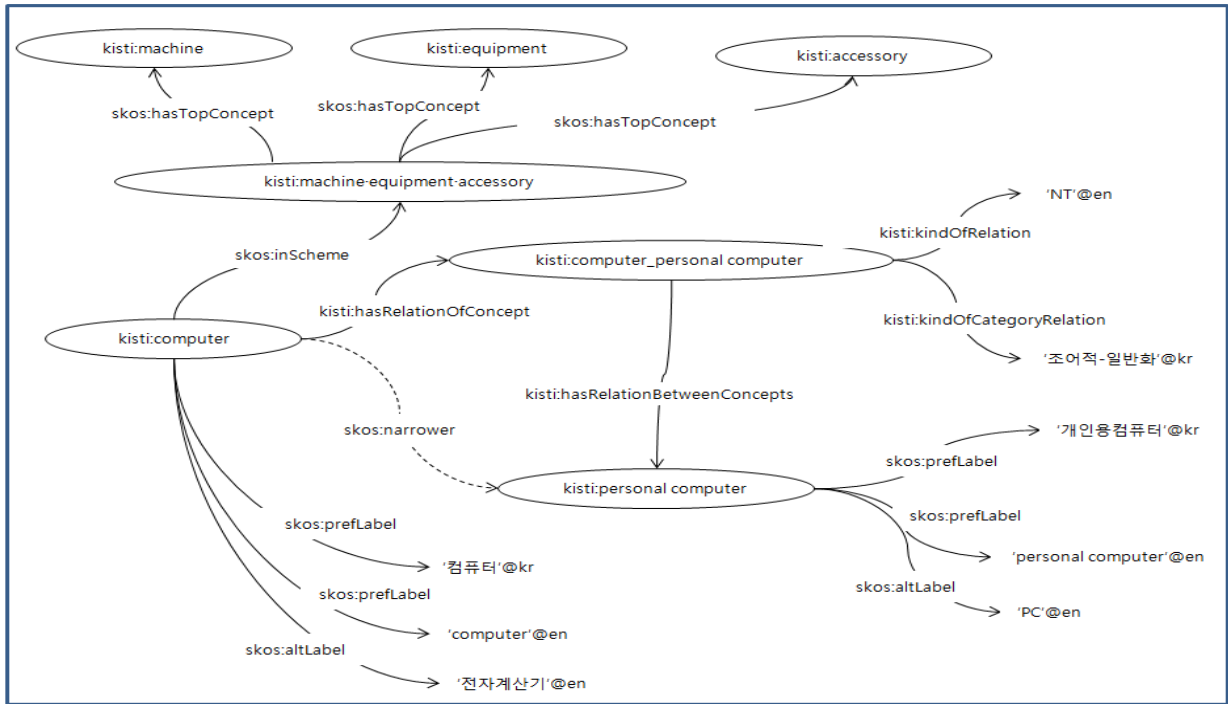 kisti:machine
kisti:equipment
kisti:accessory
skos:hasTopConcept
skos:hasTopConcept
skos:hasTopConcept
kisti:machine-equipment-accessory
'NT'@en
kisti:kindOfRelation
skos:inScheme
kisti:computer_personal computer
kisti:hasRelationOfConcept
kisti:kindOfCategoryRelation
kisti:computer
'조어적-일반화'@kr
kisti:hasRelationBetweenConcepts
skos:narrower
'개인용컴퓨터'@kr
skos:prefLabel
kisti:personal computer
skos:prefLabel
skos:prefLabel
'personal computer'@en
'컴퓨터'@kr
skos:altLabel
skos:prefLabel
'PC'@en
'computer'@en
skos:altLabel
'전자계산기'@en